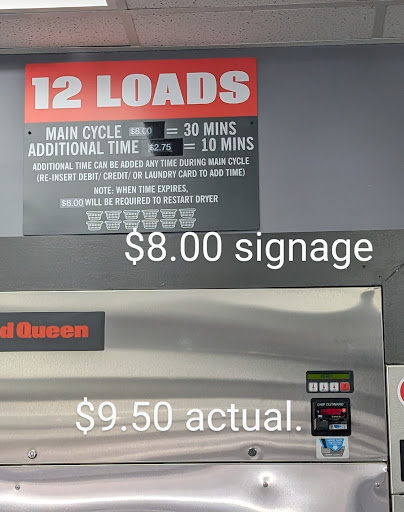 12 LOADS
MAIN CYCLE $8.00 = 30 MINS
ADDITIONAL TIME $2.75 = 10 MINS
ADDITIONAL TIME CAN BE ADDED ANY TIME DURING MAIN CYCLE
(RE-INSERT DEBIT/ CREDIT/ OR LAUNDRY CARD TO ADD TIME)
NOTE: WHEN TIME EXPIRES,
$8.00 WILL BE REQUIRED TO RESTART DRYER
$8.00 signage
d Queen
CHIP OUTWARD
$9.50 actual.